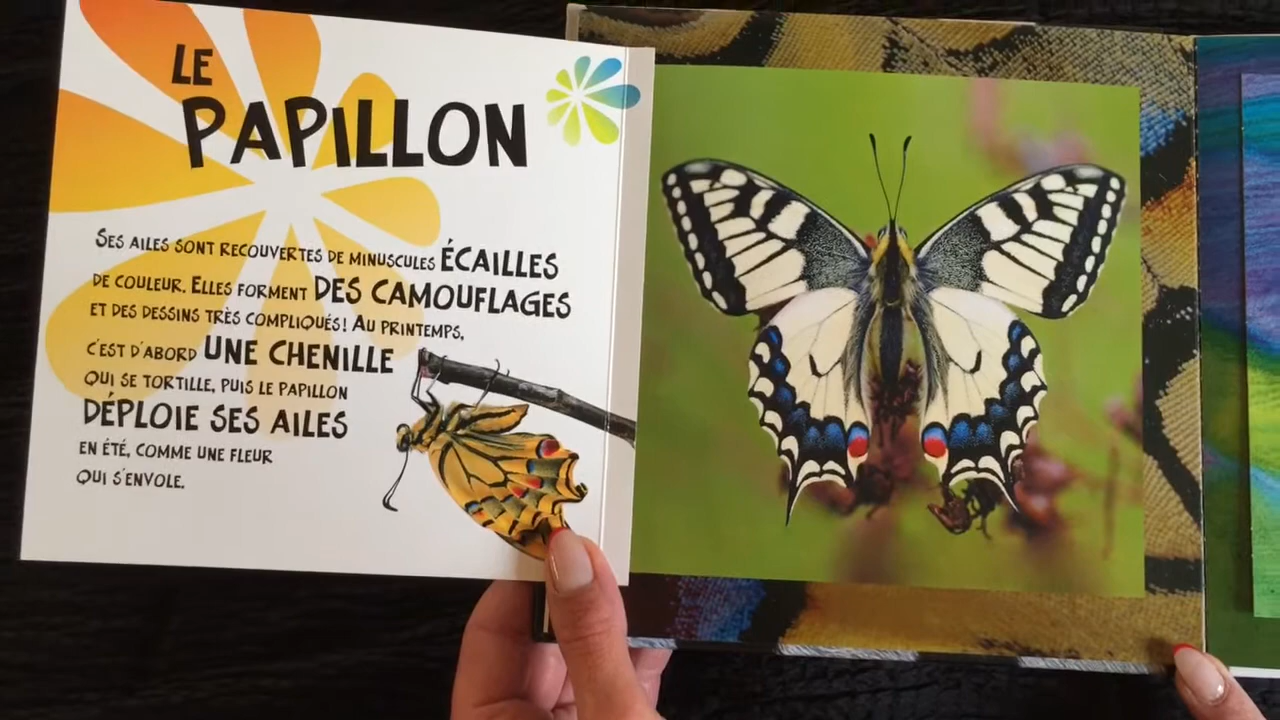 LE
PAPILLON
SES AILES SONT RECOUVERTES DE MINUSCULES ÉCAILLES
DE COULEUR. ELLES FORMENT DES CAMOUFLAGES
ET DES DESSINS TRÈS COMPLIQUÉS! AU PRINTEMPS,
C'EST D'ABORD UNE CHENILLE
QUI SE TORTILLE, PUIS LE PAPILLON
DÉPLOIE SES AILES
EN ÉTÉ, COMME UNE FLEUR
QUI S'ENVOLE.